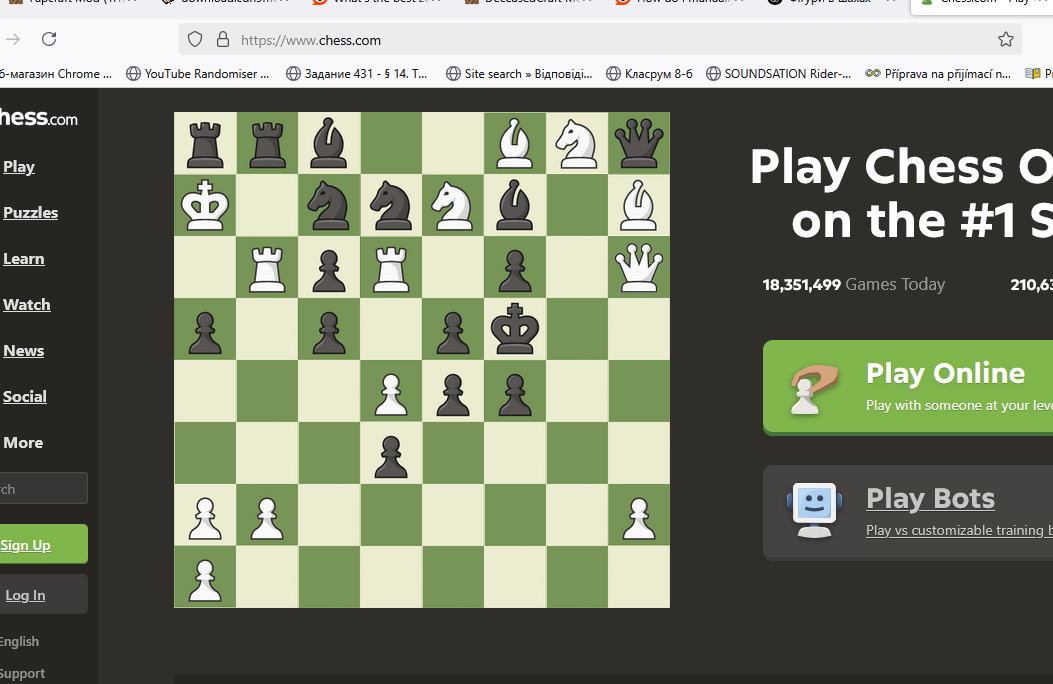 https://www.chess.com
б-магазин Chrome ...
YouTube Randomiser ...
Задание 431 - § 14. Т...
Site search » Відповіді...
Класрум 8-б
SOUNDSATION Rider-...
Příprava na přijímací n...
hess.com
Play
Puzzles
Learn
Watch
News
Social
More
rch
Sign Up
Log In
English
Support
Play Chess O
on the #1 S
18,351,499 Games Today
210,63
Play Online
Play with someone at your leve
Play Bots
Play vs customizable training b